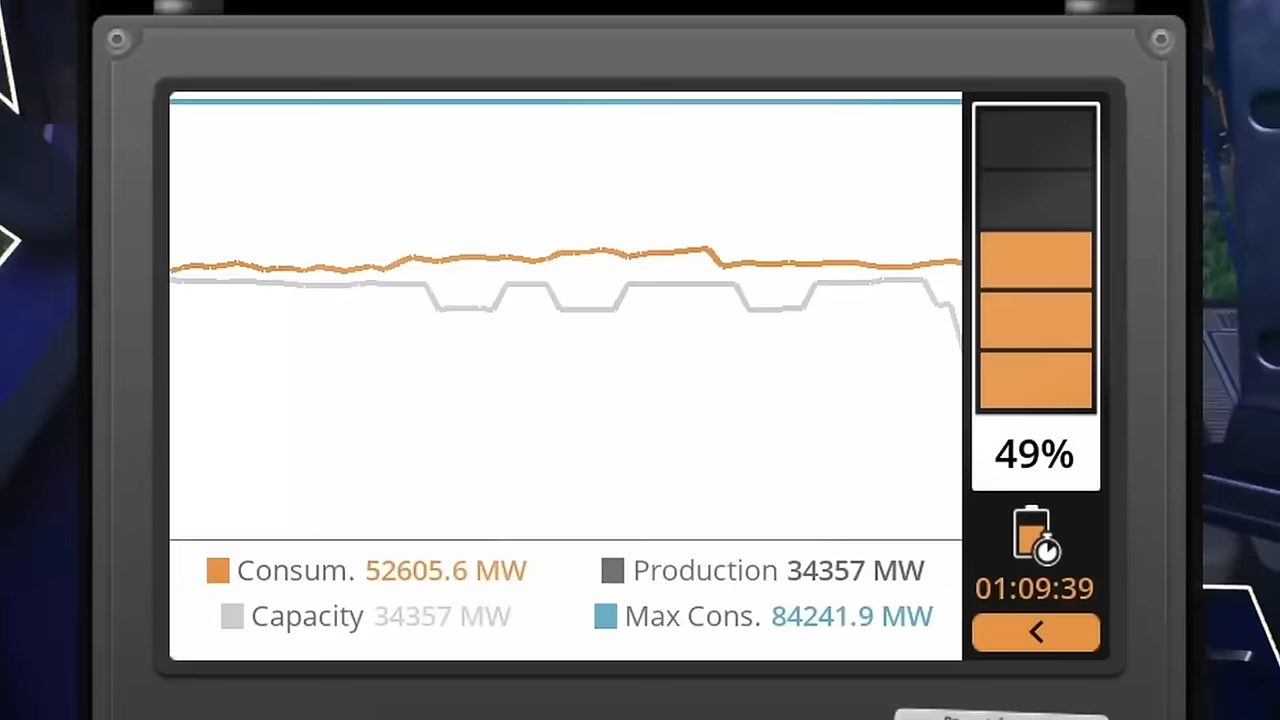 49%
01:09:39
Consum. 52605.6 MW
Production 34357 MW
Capacity 34357 MW
Max Cons. 84241.9 MW